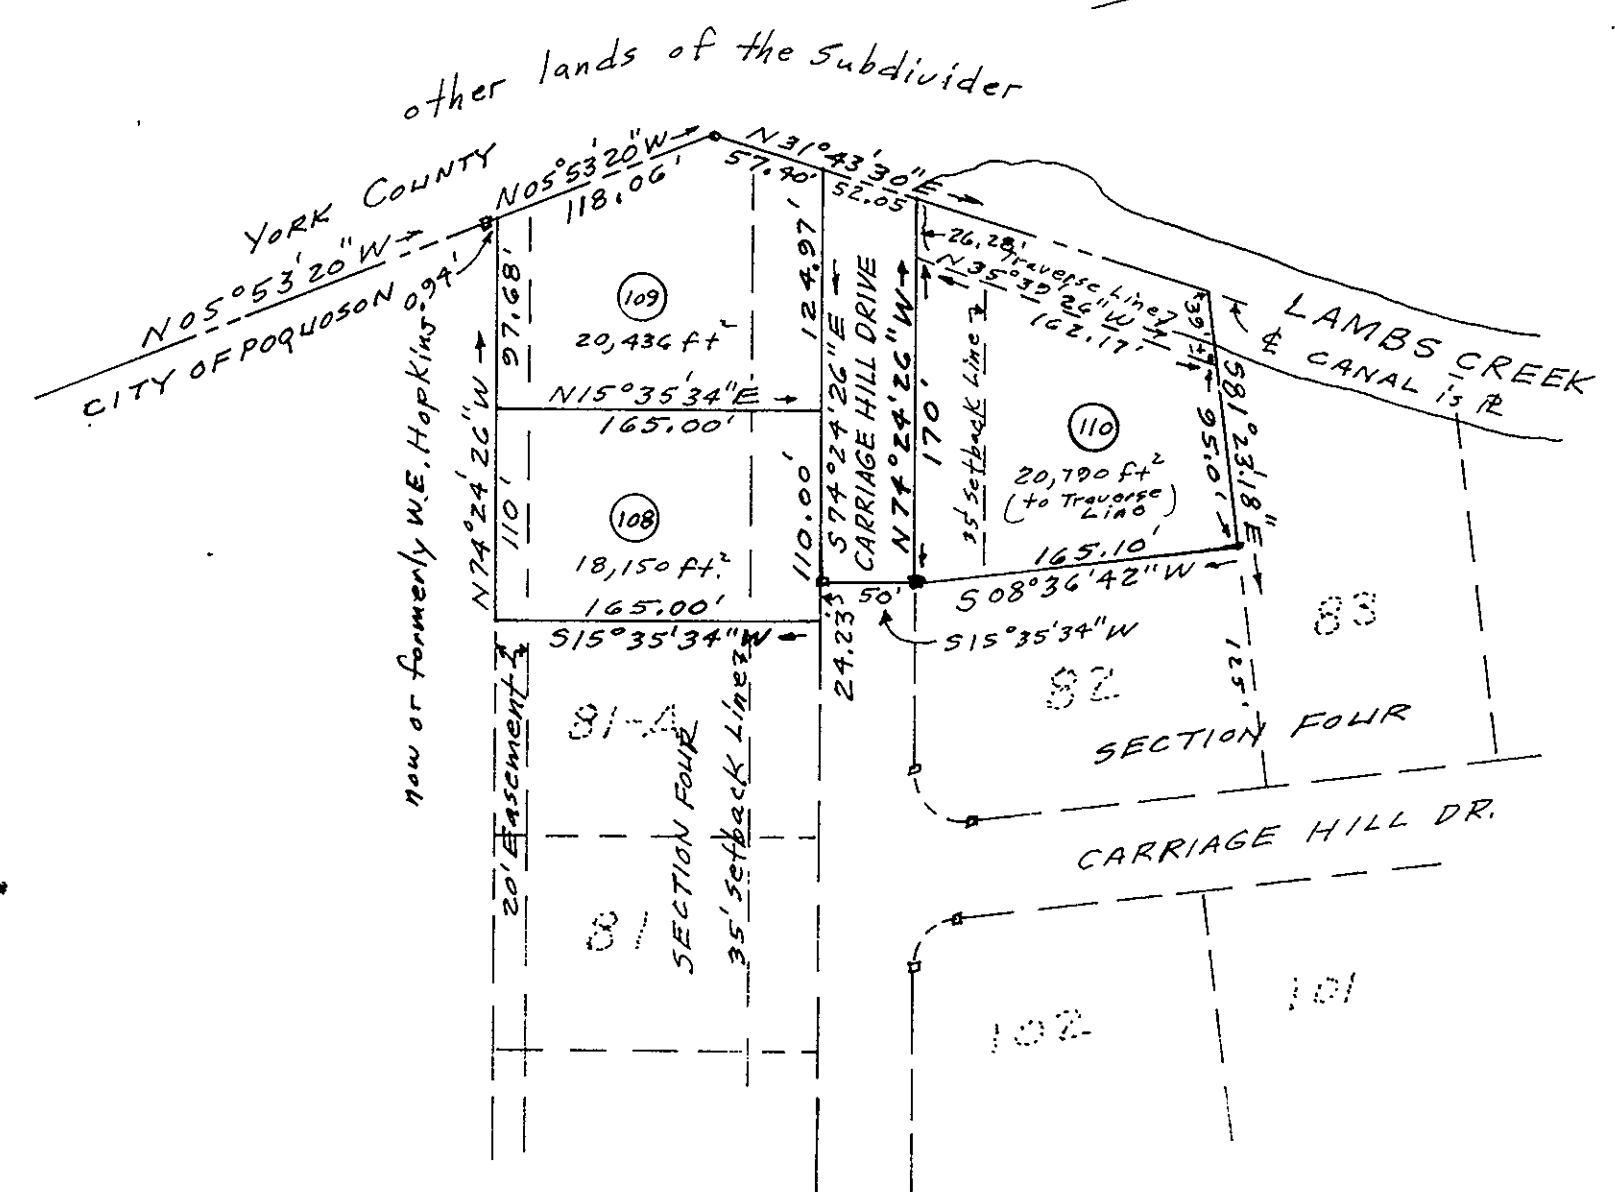 other lands of the Subdivider
YORK COUNTY
N05°53'20"W
CITY OF POQUOSON
0.94'
N05°53'20"W
118.06'
N31°43'30"E
57.40'
52.05
26.28'
Traverse Line
N35°39'26"W
162.17'
39'±
LAMBS CREEK
℄ CANAL is ⅊
now or formerly W.E. Hopkins
N74°24'26"W
97.68'
110'
109
20,436 ft²
N15°35'34"E
165.00'
108
18,150 ft.²
165.00'
S15°35'34"W
124.97'
110.00'
S74°24'26"E
CARRIAGE HILL DRIVE
N74°24'26"W
170'
35' Setback Line
110
20,790 ft²
(to Traverse
Line)
95.0'
S81°23'18"E
165.10'
S08°36'42"W
50'
S15°35'34"W
24.23'
125'
83
82
SECTION FOUR
81-A
20' Easement
SECTION FOUR
35' Setback Line
81
CARRIAGE HILL DR.
102
101